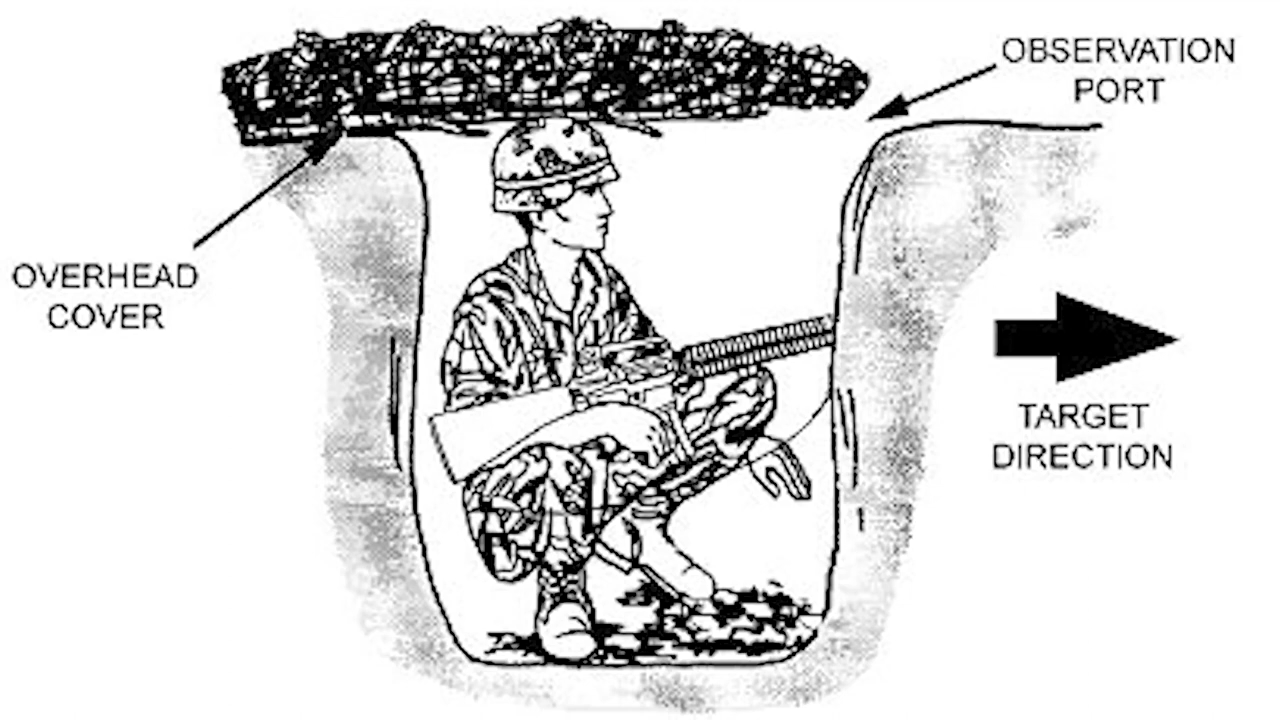 OBSERVATION
PORT
OVERHEAD
COVER
TARGET
DIRECTION